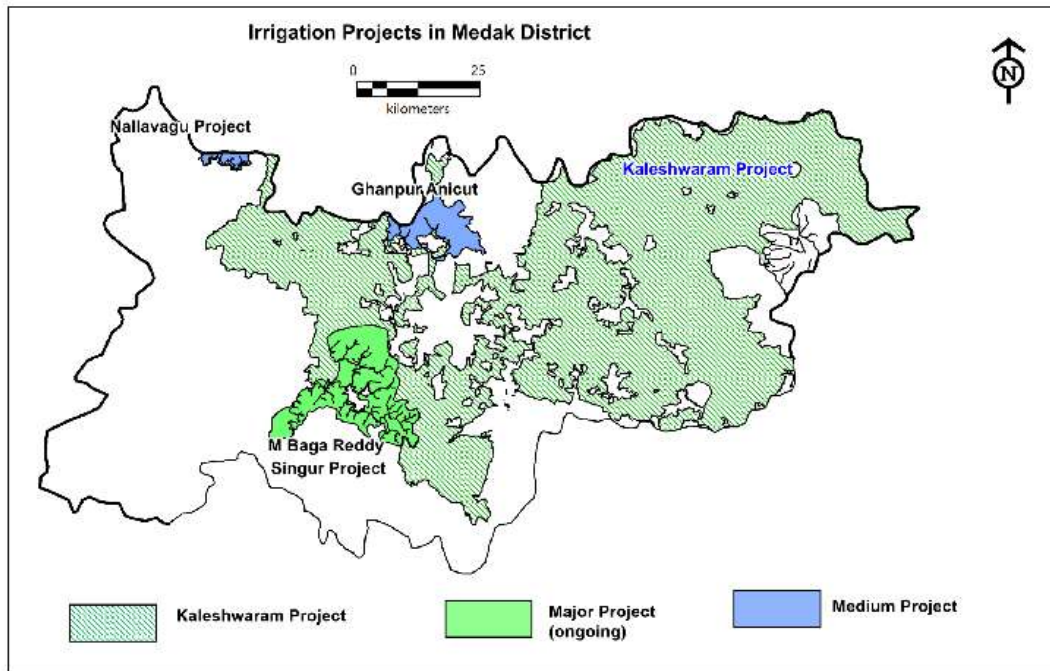 Irrigation Projects in Medak District
0 25
kilometers
N
Nallavagu Project
Kaleshwaram Project
Ghanpur Anicut
M Baga Reddy
Singur Project
Kaleshwaram Project
Major Project
(ongoing)
Medium Project